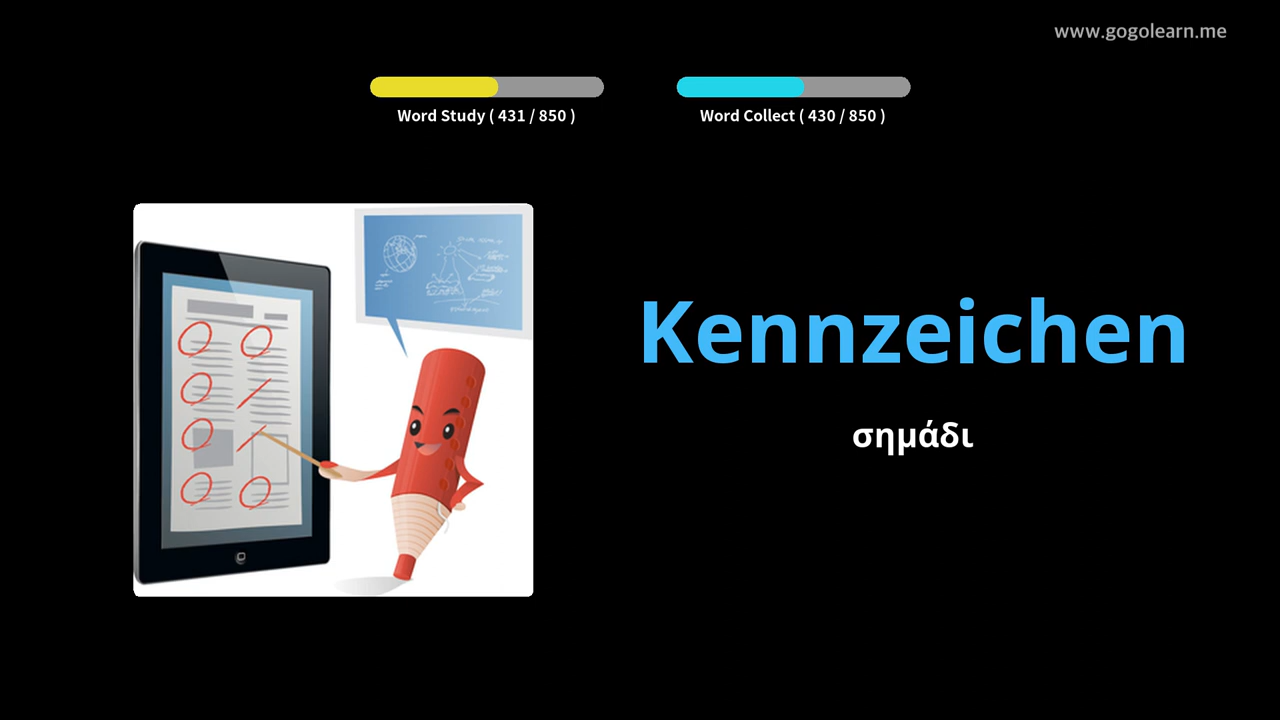 www.gogolearn.me
Word Study ( 431 / 850 )
Word Collect ( 430 / 850 )
Kennzeichen
σημάδι